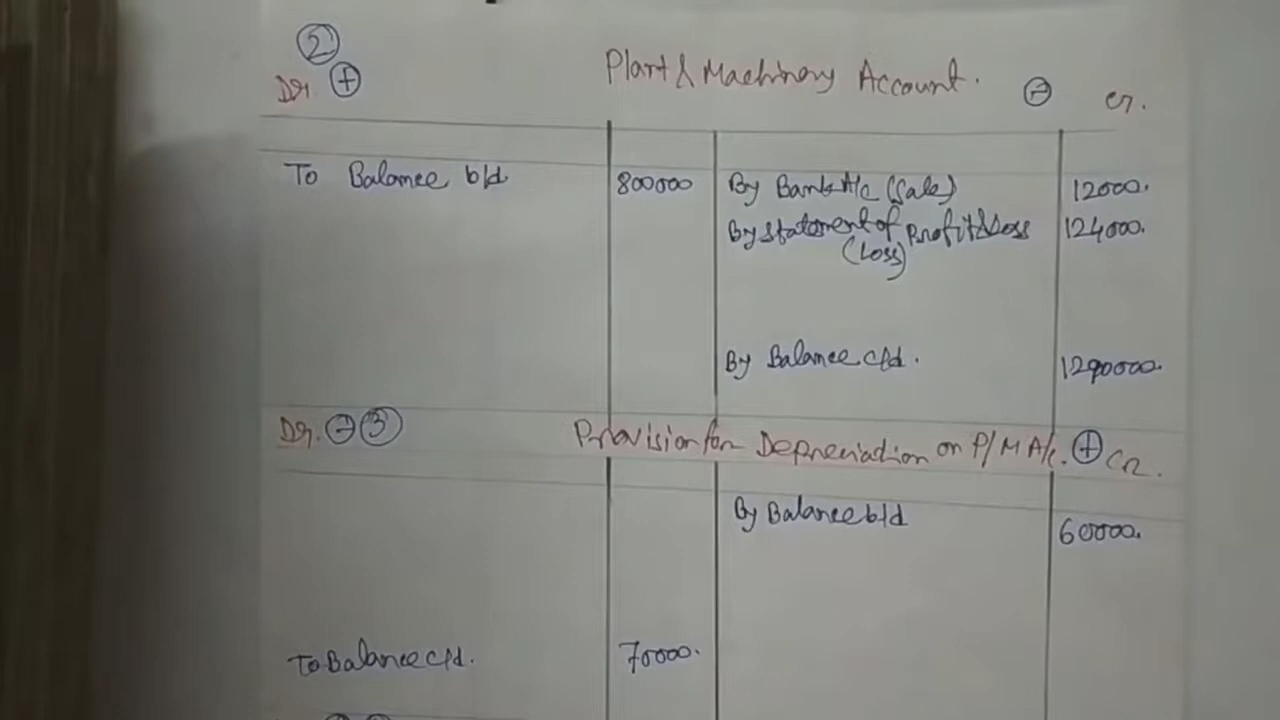 2
Dr. + Plant & Machinery Account. - Cr.
To Balance b/d 800000 By Bank A/c (Sale) 12000.
By Statement of Profit & Loss 124000.
(Loss)
By Balance c/d. 1290000.
Dr. - 3 Provision for Depreciation on P/M A/c. + Cr.
By Balance b/d 60000.
To Balance c/d. 70000.